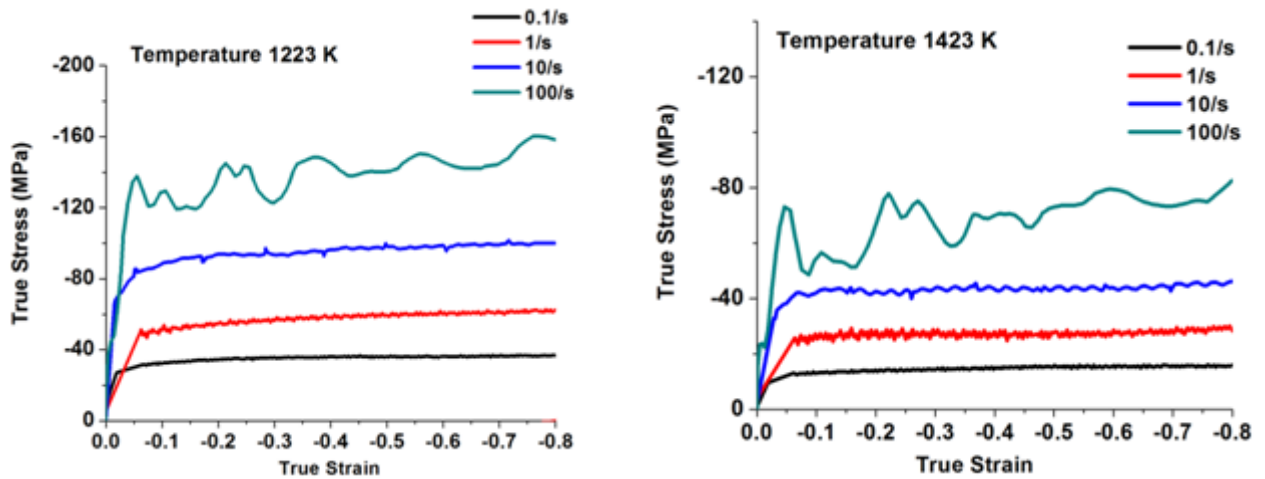 Temperature 1223 K
0.1/s
1/s
10/s
100/s
-200
-160
-120
-80
-40
0
True Stress (MPa)
0.0 -0.1 -0.2 -0.3 -0.4 -0.5 -0.6 -0.7 -0.8
True Strain
Temperature 1423 K
0.1/s
1/s
10/s
100/s
-120
-80
-40
0
True Stress (MPa)
0.0 -0.1 -0.2 -0.3 -0.4 -0.5 -0.6 -0.7 -0.8
True Strain